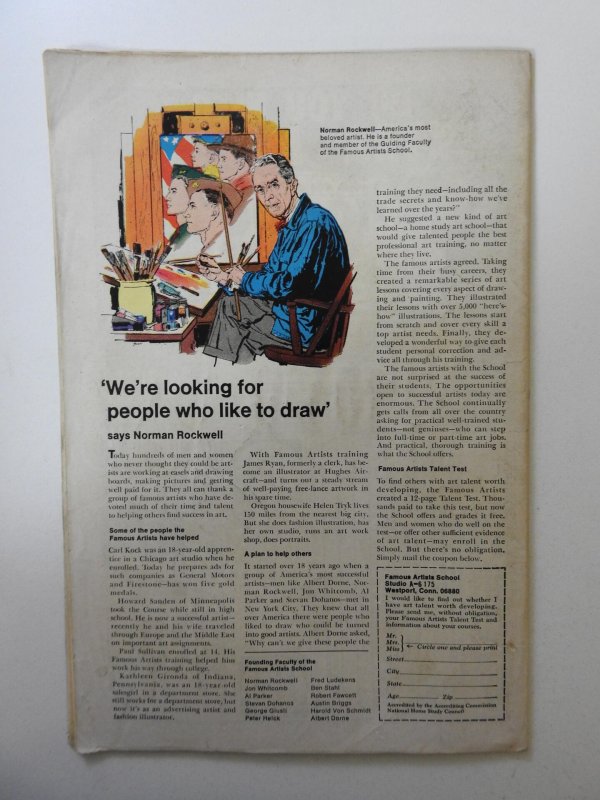 Norman Rockwell—America's most
beloved artist. He is a founder
and member of the Guiding Faculty
of the Famous Artists School.
'We're looking for
people who like to draw'
says Norman Rockwell
Today hundreds of men and women
who never thought they could be art-
ists are working at easels and drawing
boards, making pictures and getting
well paid for it. They all can thank a
group of famous artists who have de-
voted much of their time and talent
to helping others find success in art.
Some of the people the
Famous Artists have helped
Carl Kock was an 18-year-old appren-
tice in a Chicago art studio when he
enrolled. Today he prepares ads for
such companies as General Motors
and Firestone—has won five gold
medals.
Howard Sanden of Minneapolis
took the Course while still in high
school. He is now a successful artist—
recently he and his wife traveled
through Europe and the Middle East
on important art assignments.
Paul Sullivan enrolled at 14. His
Famous Artists training helped him
work his way through college.
Kathleen Gironda of Indiana,
Pennsylvania, was an 18-year-old
salesgirl in a department store. She
still works for a department store, but
now it's as an advertising artist and
fashion illustrator.
With Famous Artists training
James Ryan, formerly a clerk, has be-
come an illustrator at Hughes Air-
craft—and turns out a steady stream
of well-paying free-lance artwork in
his spare time.
Oregon housewife Helen Tryk lives
150 miles from the nearest big city.
But she does fashion illustration, has
her own studio, runs an art work
shop, does portraits.
A plan to help others
It started over 18 years ago when a
group of America's most successful
artists—men like Albert Dorne, Nor-
man Rockwell, Jon Whitcomb, Al
Parker and Stevan Dohanos—met in
New York City. They knew that all
over America there were people who
liked to draw who could be turned
into good artists. Albert Dorne asked,
"Why can't we give these people the
Founding Faculty of the
Famous Artists School
Norman Rockwell
Jon Whitcomb
Al Parker
Stevan Dohanos
George Giusti
Peter Helck
Fred Ludekens
Ben Stahl
Robert Fawcett
Austin Briggs
Harold Von Schmidt
Albert Dorne
training they need—including all the
trade secrets and know-how we've
learned over the years?"
He suggested a new kind of art
school—a home study art school—that
would give talented people the best
professional art training, no matter
where they live.
The famous artists agreed. Taking
time from their busy careers, they
created a remarkable series of art
lessons covering every aspect of draw-
ing and painting. They illustrated
their lessons with over 5,000 "here's-
how" illustrations. The lessons start
from scratch and cover every skill a
top artist needs. Finally, they de-
veloped a wonderful way to give each
student personal correction and ad-
vice all through his training.
The famous artists with the School
are not surprised at the success of
their students. The opportunities
open to successful artists today are
enormous. The School continually
gets calls from all over the country
asking for practical well-trained stu-
dents—not geniuses—who can step
into full-time or part-time art jobs.
And practical, thorough training is
what the School offers.
Famous Artists Talent Test
To find others with art talent worth
developing, the Famous Artists
created a 12-page Talent Test. Thou-
sands paid to take this test, but now
the School offers and grades it free.
Men and women who do well on the
test—or offer other sufficient evidence
of art talent—may enroll in the
School. But there's no obligation.
Simply mail the coupon below.
Famous Artists School
Studio A-6175
Westport, Conn. 06880
I would like to find out whether I
have art talent worth developing.
Please send me, without obligation,
your Famous Artists Talent Test and
information about your courses.
Mr.
Mrs.
Miss ← Circle one and please print
Street
City
State
Age Zip
Accredited by the Accrediting Commission
National Home Study Council